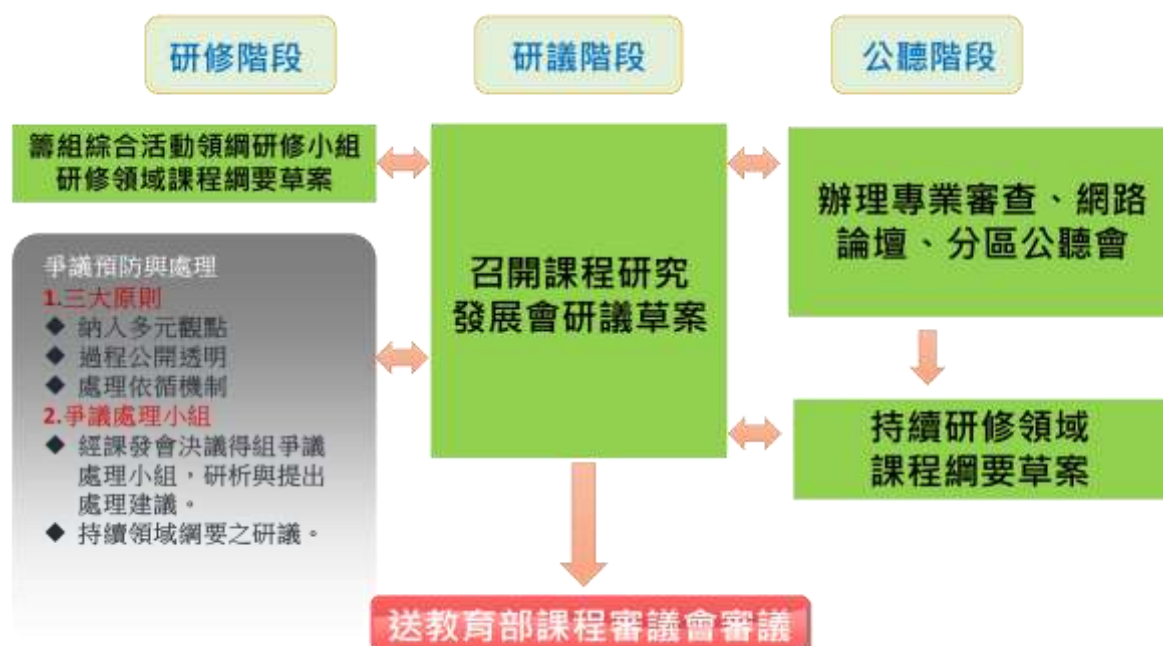 研修階段
研議階段
公聽階段
籌組綜合活動領綱研修小組
研修領域課程綱要草案
爭議預防與處理
1.三大原則
◆ 納入多元觀點
◆ 過程公開透明
◆ 處理依循機制
2.爭議處理小組
◆ 經課發會決議得組爭議
處理小組，研析與提出
處理建議。
◆ 持續領域綱要之研議。
召開課程研究
發展會研議草案
辦理專業審查、網路
論壇、分區公聽會
持續研修領域
課程綱要草案
送教育部課程審議會審議